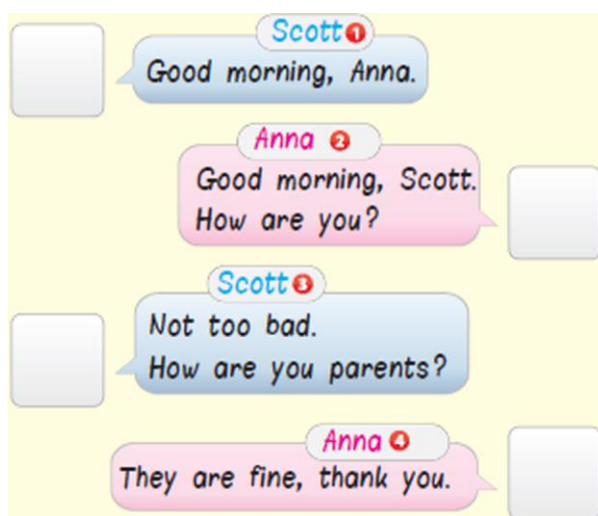 Scott 1
Good morning, Anna.
Anna 2
Good morning, Scott.
How are you?
Scott 3
Not too bad.
How are you parents?
Anna 4
They are fine, thank you.